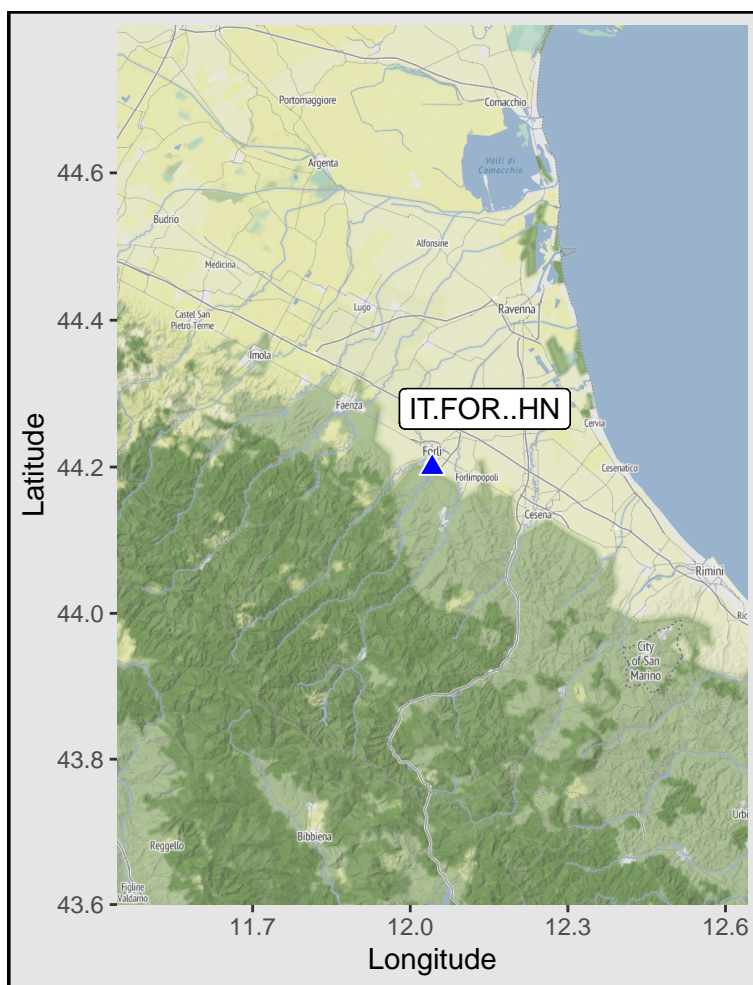 Portomaggiore
Comacchio
Argenta
Valli di
Comacchio
44.6
Budrio
Alfonsine
Medicina
Castel San
Pietro Terme
Lugo
Ravenna
44.4
Imola
Faenza
IT.FOR..HN
Cervia
Forlì
44.2
Forlimpopoli
Cesenatico
Cesena
Rimini
Ric
44.0
City
of San
Marino
43.8
Urbi
Bibbiena
Reggello
Figline
Valdarno
43.6
Latitude
11.7
12.0
12.3
12.6
Longitude